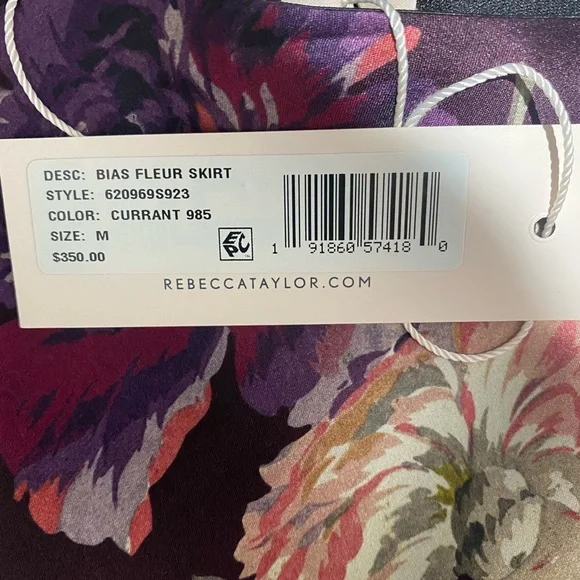 DESC: BIAS FLEUR SKIRT
STYLE: 620969S923
COLOR: CURRANT 985
SIZE: M
$350.00
EPC
1 91860 57418 0
REBECCATAYLOR.COM